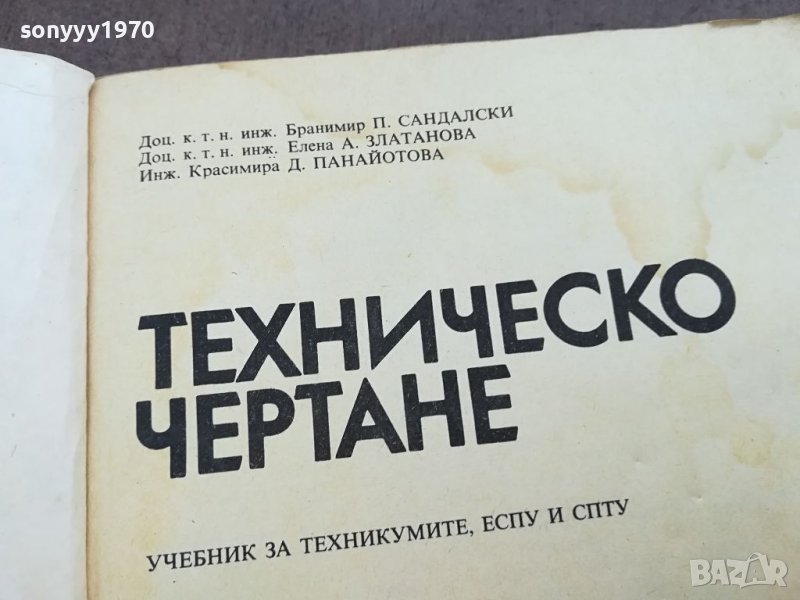 sonyyy1970
Доц. к. т. н. инж. Бранимир П. САНДАЛСКИ
Доц. к. т. н. инж. Елена А. ЗЛАТАНОВА
Инж. Красимира Д. ПАНАЙОТОВА
ТЕХНИЧЕСКО
ЧЕРТАНЕ
УЧЕБНИК ЗА ТЕХНИКУМИТЕ, ЕСПУ И СПТУ
BAZAR